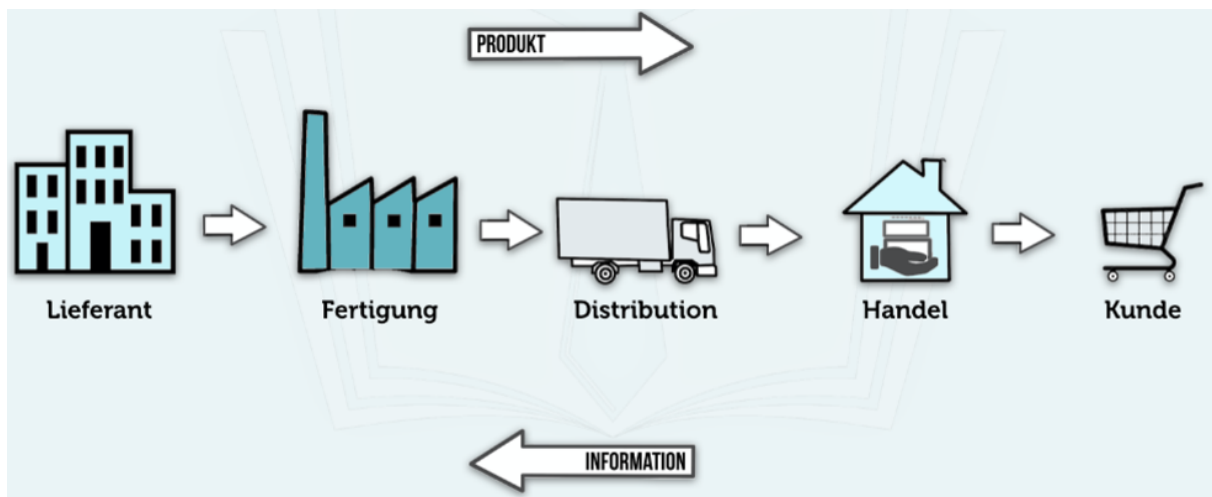 PRODUKT
Lieferant
Fertigung
Distribution
Handel
Kunde
INFORMATION